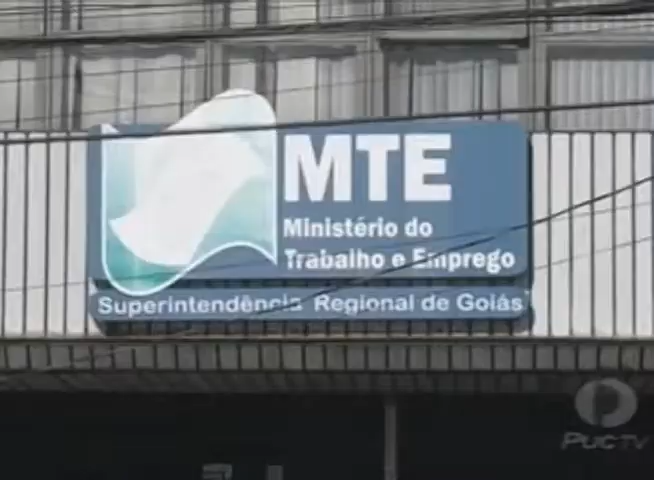 MTE
Ministério do
Trabalho e Emprego
Superintendência Regional de Goiás
PUC TV